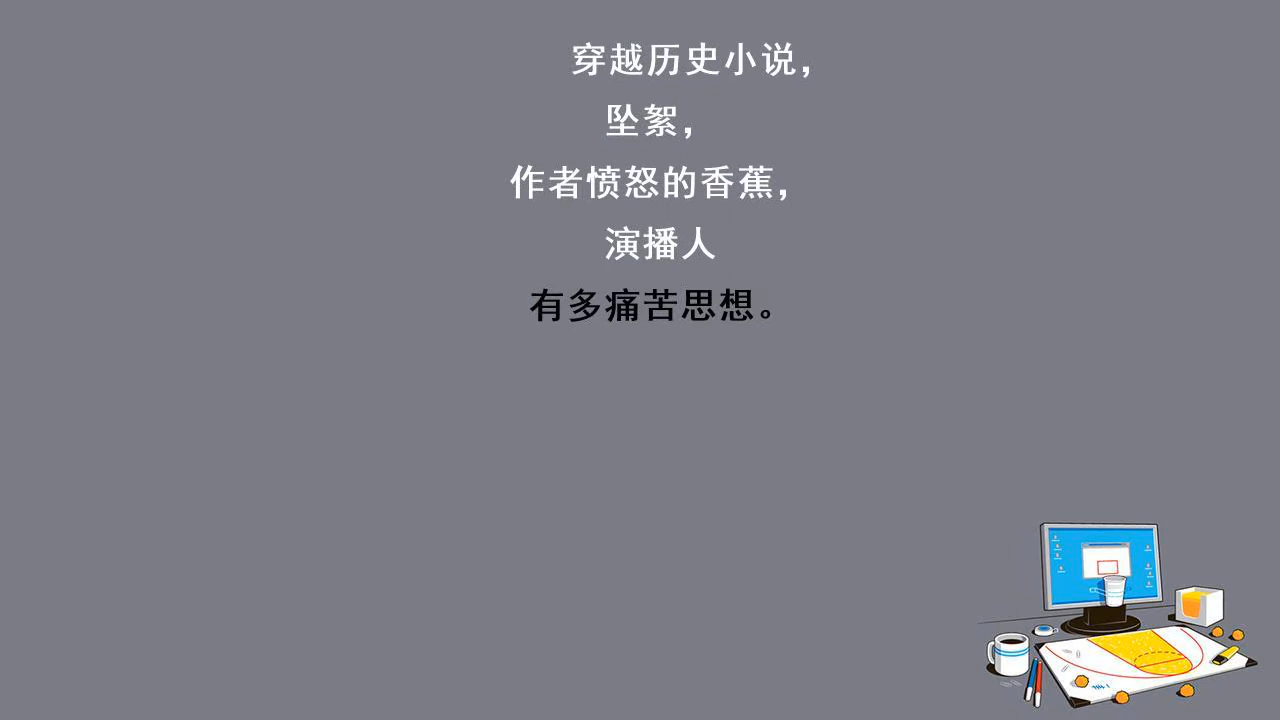 穿越历史小说，
坠絮，
作者愤怒的香蕉，
演播人
有多痛苦思想。